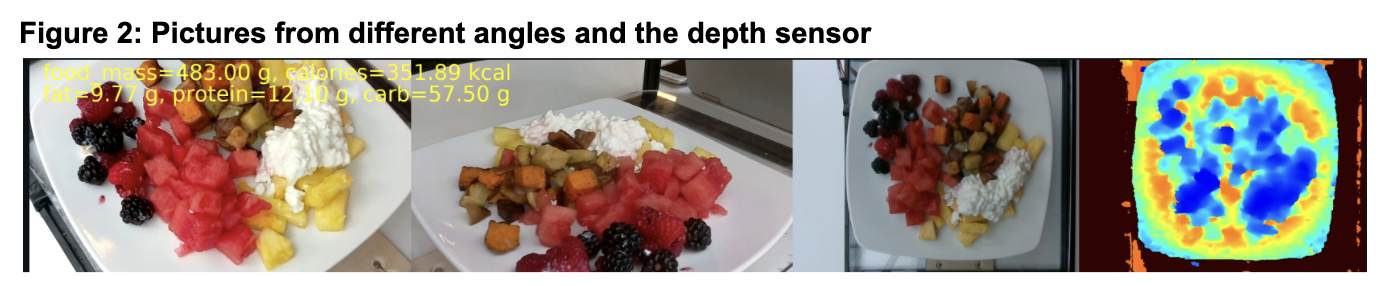 Figure 2: Pictures from different angles and the depth sensor
food_mass=483.00 g, calories=351.89 kcal
fat=9.77 g, protein=12.10 g, carb=57.50 g